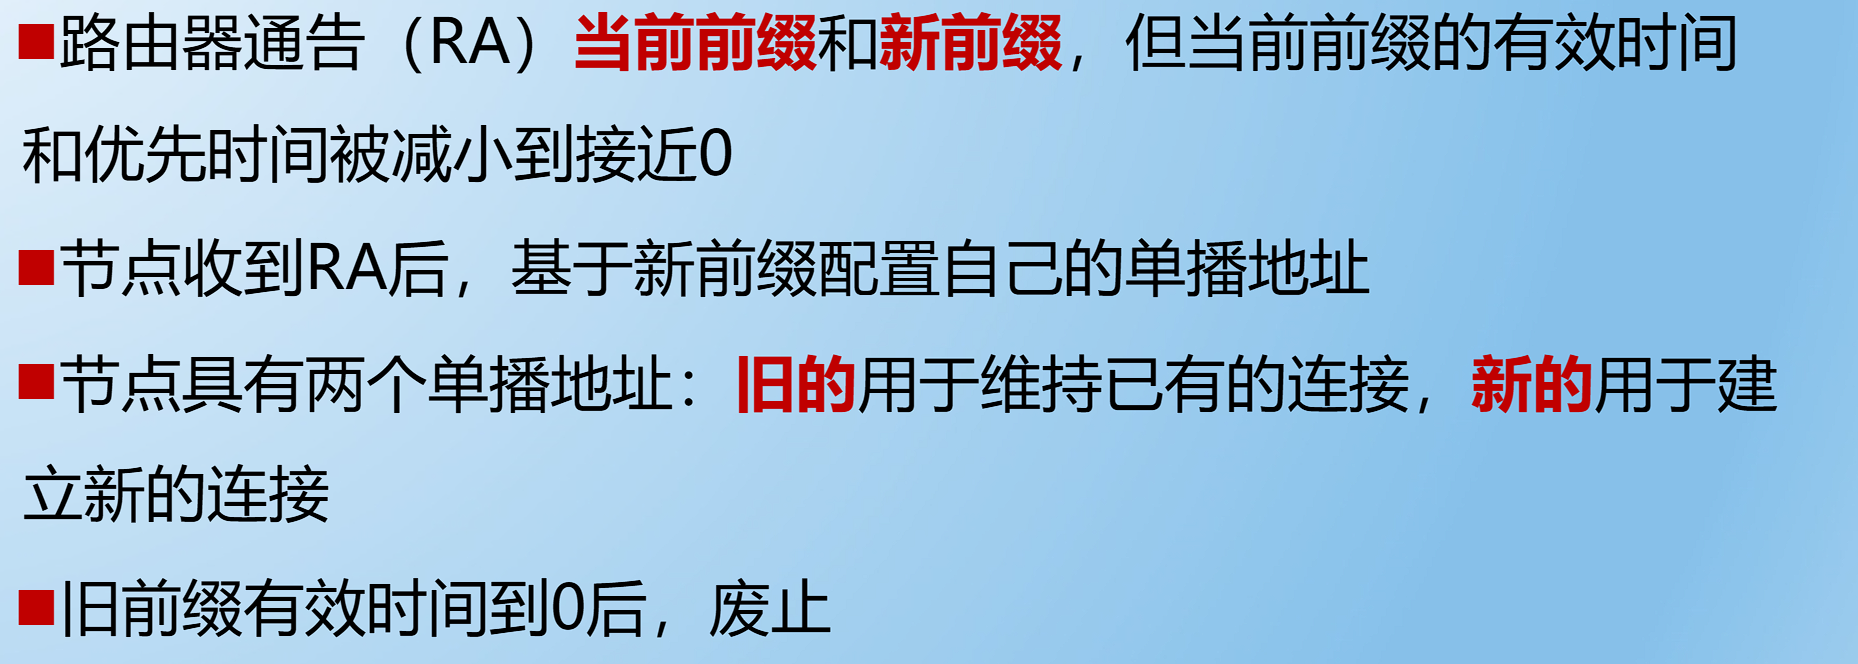 ■路由器通告（RA）当前前缀和新前缀，但当前前缀的有效时间
和优先时间被减小到接近0
■节点收到RA后，基于新前缀配置自己的单播地址
■节点具有两个单播地址：旧的用于维持已有的连接，新的用于建
立新的连接
■旧前缀有效时间到0后，废止